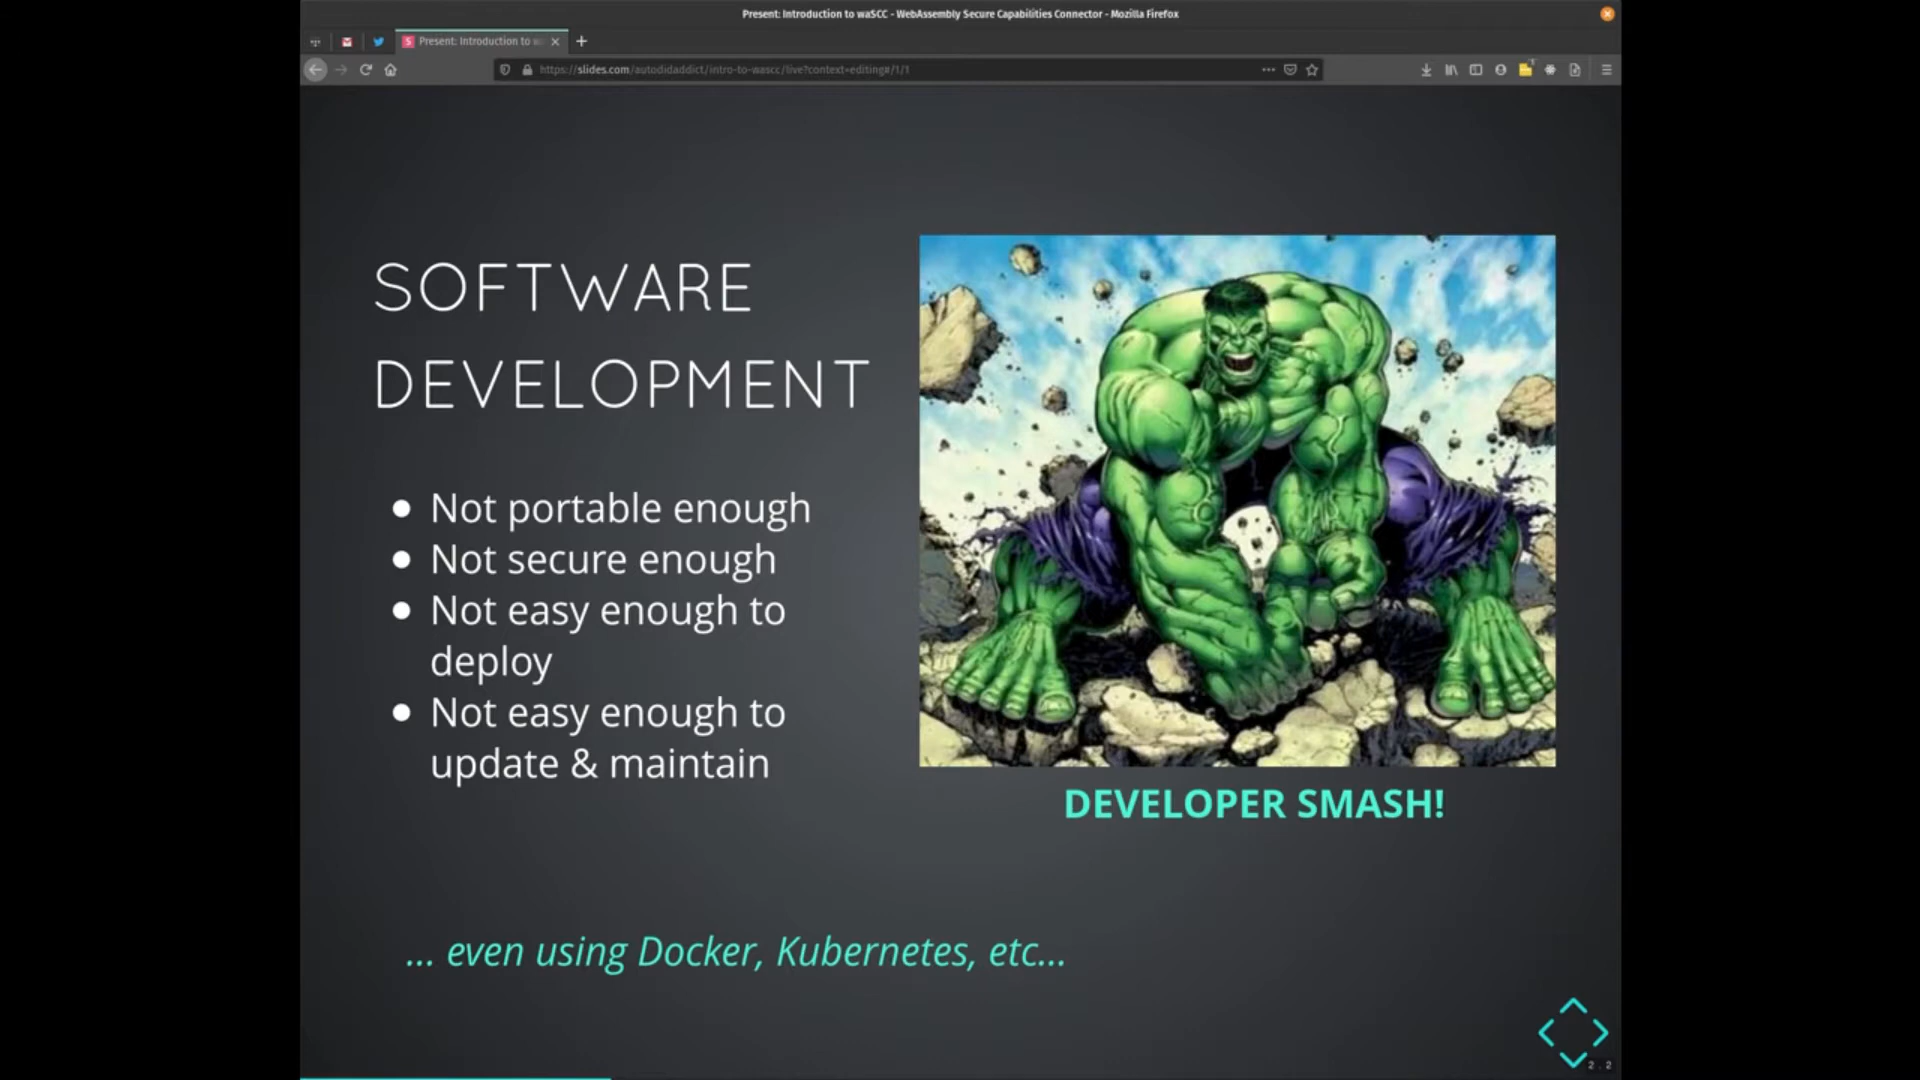 Present: Introduction to waSCC - WebAssembly Secure Capabilities Connector - Mozilla Firefox
Present: Introduction to w
https://slides.com/autodidaddict/intro-to-wascc/live?context=editing#/1/1
SOFTWARE
DEVELOPMENT
Not portable enough
Not secure enough
Not easy enough to
deploy
Not easy enough to
update & maintain
DEVELOPER SMASH!
... even using Docker, Kubernetes, etc...
2.2